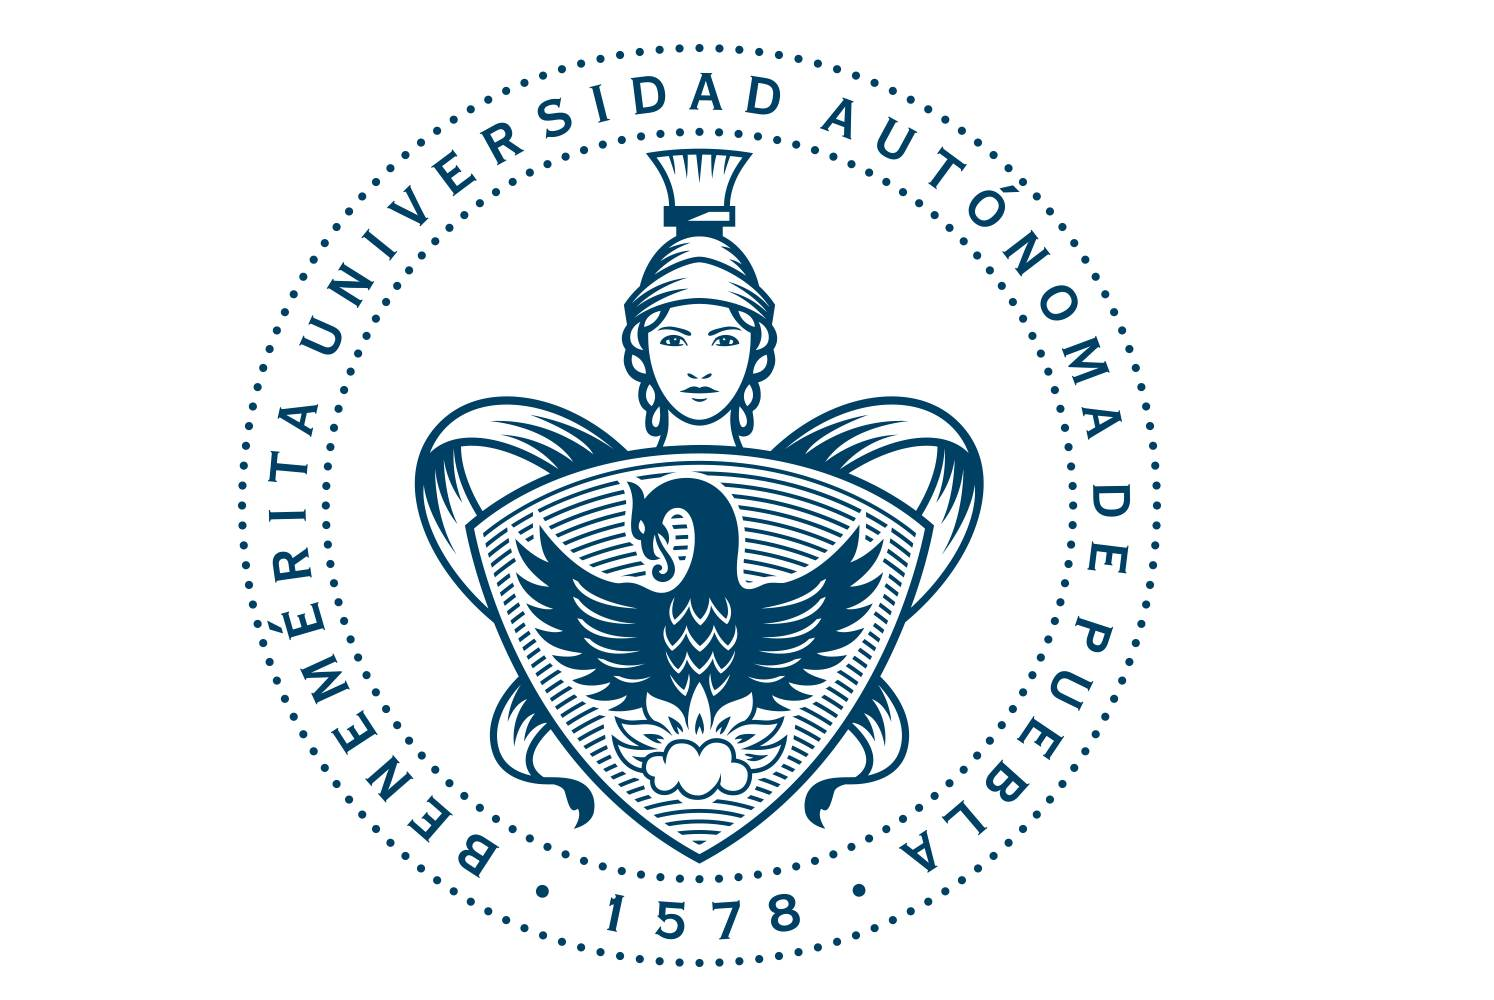 BENEMÉRITA UNIVERSIDAD AUTÓNOMA DE PUEBLA
• 1578 •